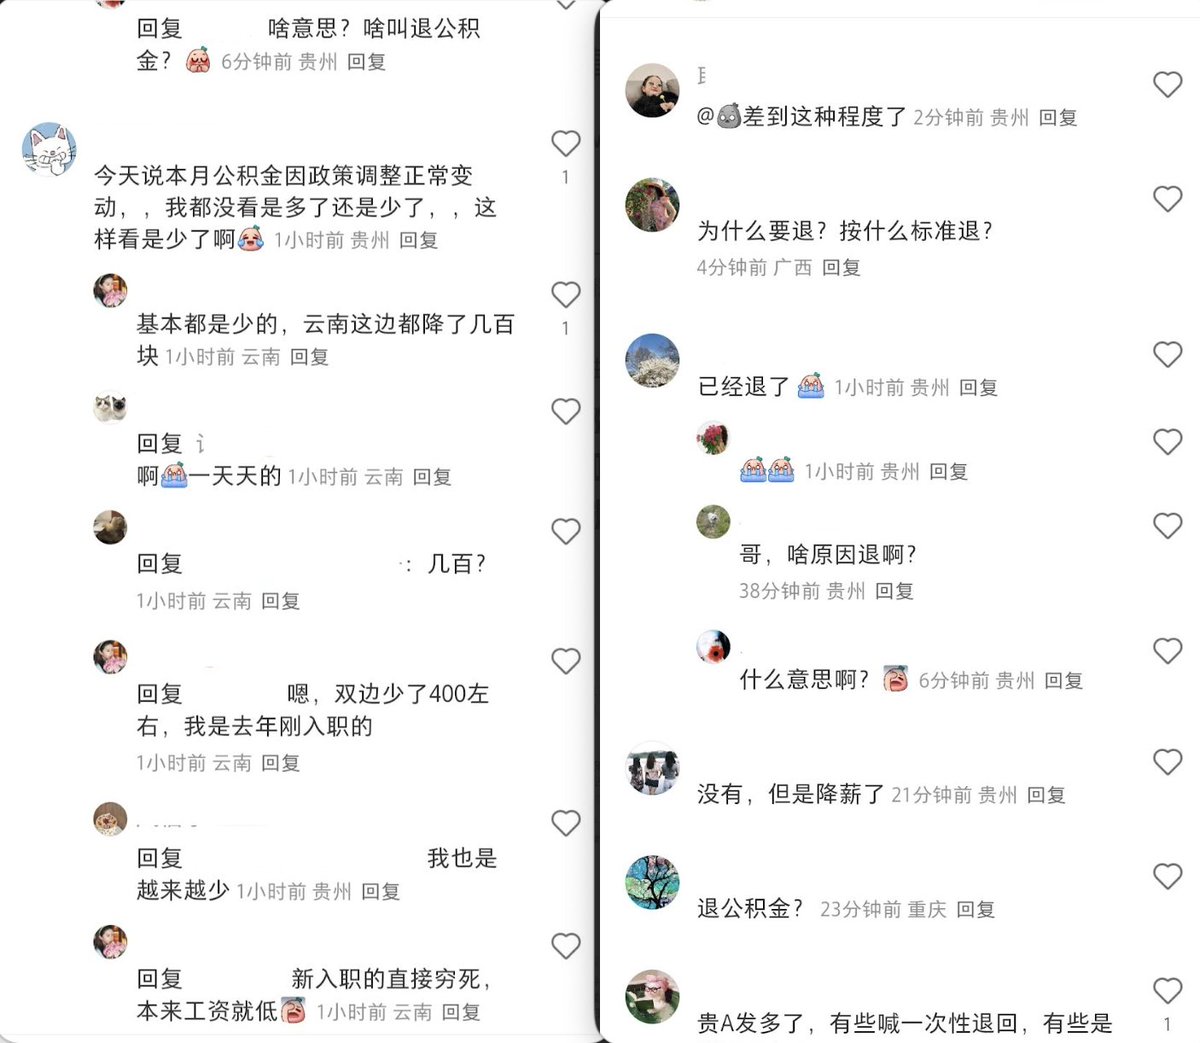 回复 啥意思？啥叫退公积
金？ 6分钟前 贵州 回复
今天说本月公积金因政策调整正常变
动，，我都没看是多了还是少了，，这
样看是少了啊 1小时前 贵州 回复
1
基本都是少的，云南这边都降了几百
块 1小时前 云南 回复
1
回复
啊一天天的 1小时前 云南 回复
回复 ：几百？
1小时前 云南 回复
回复 嗯，双边少了400左
右，我是去年刚入职的
1小时前 云南 回复
回复 我也是
越来越少 1小时前 贵州 回复
回复 新入职的直接穷死，
本来工资就低 1小时前 云南 回复
@差到这种程度了 2分钟前 贵州 回复
为什么要退？按什么标准退？
4分钟前 广西 回复
已经退了 1小时前 贵州 回复
1小时前 贵州 回复
哥，啥原因退啊？
38分钟前 贵州 回复
什么意思啊？ 6分钟前 贵州 回复
没有，但是降薪了 21分钟前 贵州 回复
退公积金？ 23分钟前 重庆 回复
贵A发多了，有些喊一次性退回，有些是
1